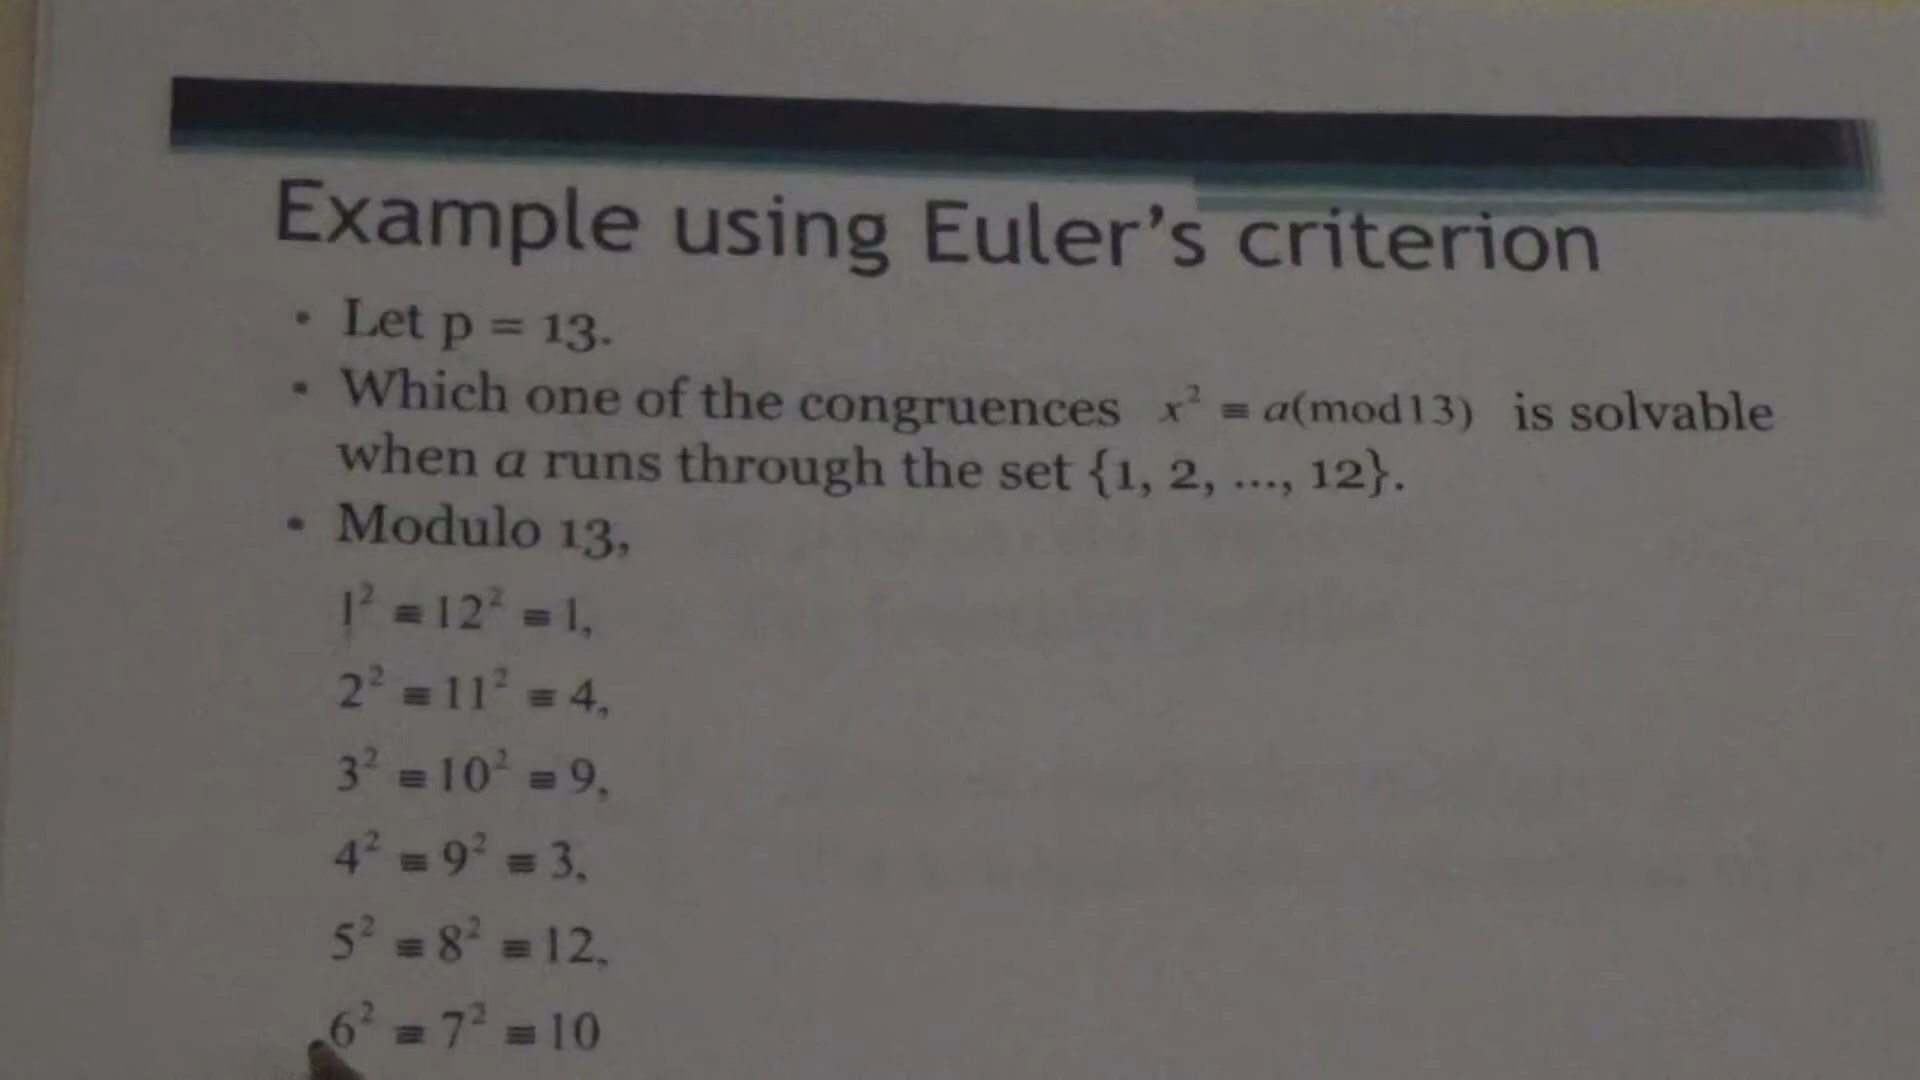 Example using Euler's criterion
• Let p = 13.
• Which one of the congruences x² ≡ a(mod13) is solvable
when a runs through the set {1, 2, ..., 12}.
• Modulo 13,
1² ≡ 12² ≡ 1,
2² ≡ 11² ≡ 4,
3² ≡ 10² ≡ 9,
4² ≡ 9² ≡ 3,
5² ≡ 8² ≡ 12,
6² ≡ 7² ≡ 10